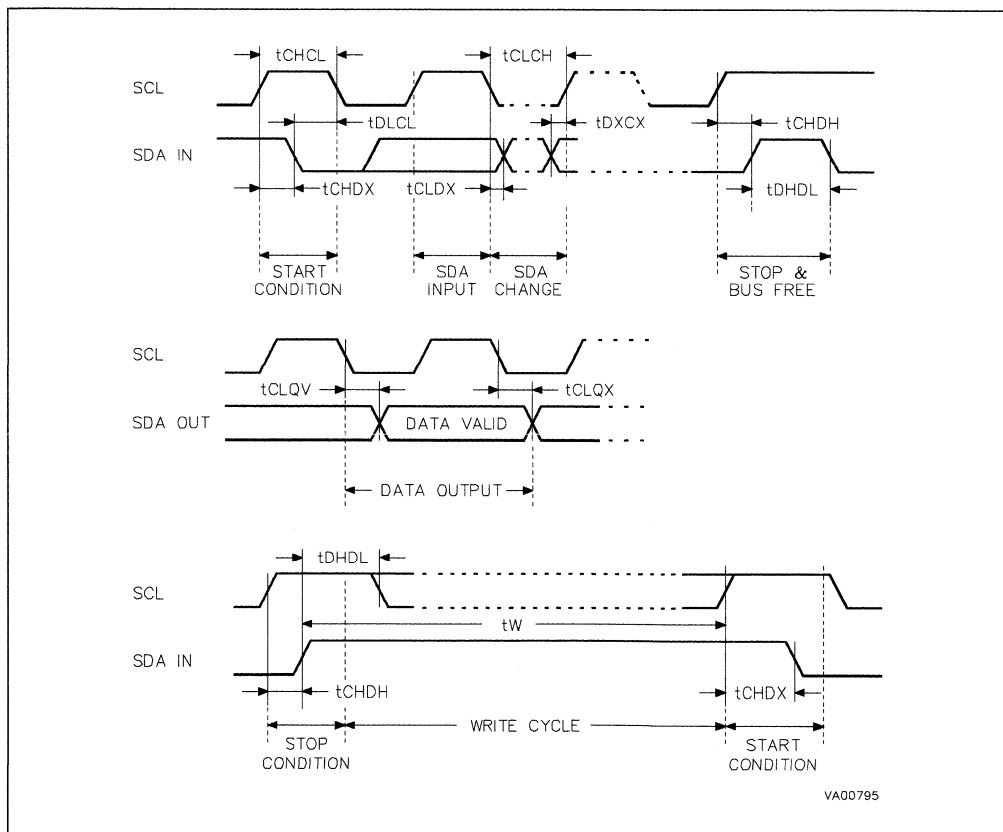 tCHCL
tCLCH
SCL
tDLCL
tDXCX
tCHDH
SDA IN
tCHDX
tCLDX
tDHDL
START
CONDITION
SDA
INPUT
SDA
CHANGE
STOP &
BUS FREE
SCL
tCLQV
tCLQX
SDA OUT
DATA VALID
DATA OUTPUT
tDHDL
SCL
tW
SDA IN
tCHDH
tCHDX
WRITE CYCLE
STOP
CONDITION
START
CONDITION
VA00795